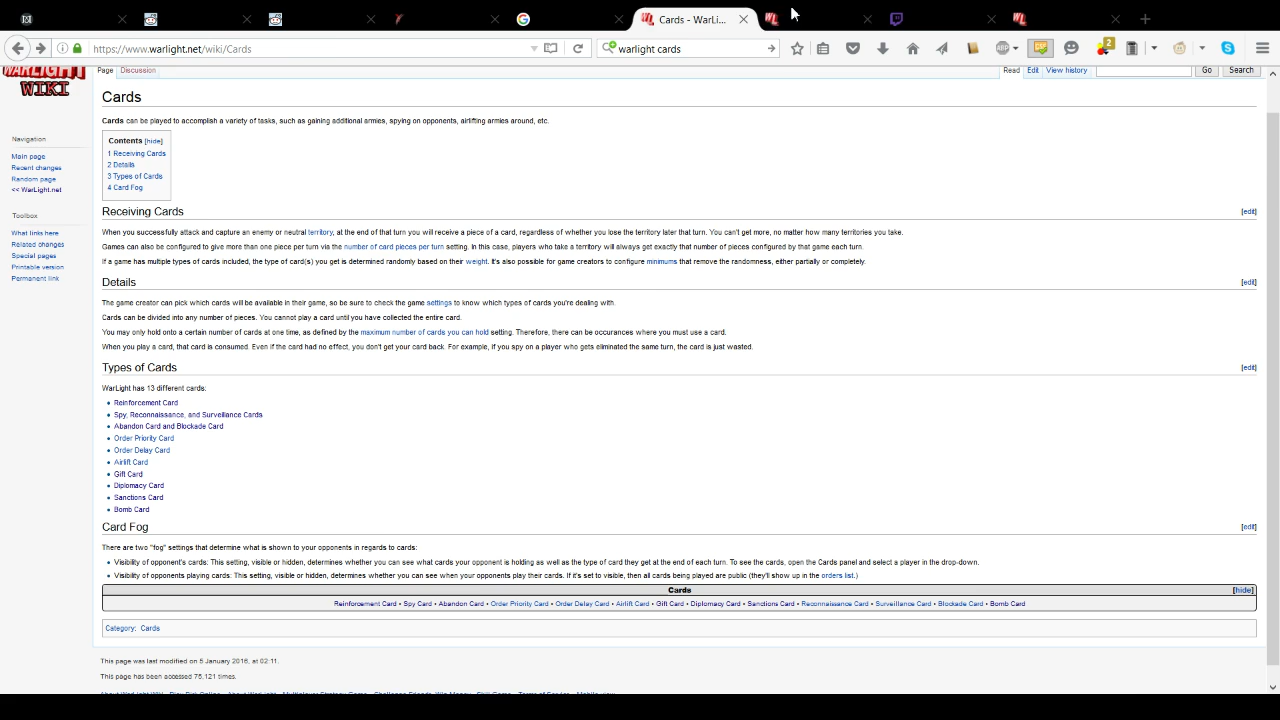 Cards - WarLi...
https://www.warlight.net/wiki/Cards
warlight cards
ABP
2
WARLIGHT
WIKI
Page
Discussion
Read
Edit
View history
Go
Search
Navigation
Main page
Recent changes
Random page
<< WarLight.net
Toolbox
What links here
Related changes
Special pages
Printable version
Permanent link
Cards
Cards can be played to accomplish a variety of tasks, such as gaining additional armies, spying on opponents, airlifting armies around, etc.
Contents [hide]
1 Receiving Cards
2 Details
3 Types of Cards
4 Card Fog
Receiving Cards
[edit]
When you successfully attack and capture an enemy or neutral territory, at the end of that turn you will receive a piece of a card, regardless of whether you lose the territory later that turn. You can't get more, no matter how many territories you take.
Games can also be configured to give more than one piece per turn via the number of card pieces per turn setting. In this case, players who take a territory will always get exactly that number of pieces configured by that game each turn.
If a game has multiple types of cards included, the type of card(s) you get is determined randomly based on their weight. It's also possible for game creators to configure minimums that remove the randomness, either partially or completely.
Details
[edit]
The game creator can pick which cards will be available in their game, so be sure to check the game settings to know which types of cards you're dealing with.
Cards can be divided into any number of pieces. You cannot play a card until you have collected the entire card.
You may only hold onto a certain number of cards at one time, as defined by the maximum number of cards you can hold setting. Therefore, there can be occurances where you must use a card.
When you play a card, that card is consumed. Even if the card had no effect, you don't get your card back. For example, if you spy on a player who gets eliminated the same turn, the card is just wasted.
Types of Cards
[edit]
WarLight has 13 different cards:
• Reinforcement Card
• Spy, Reconnaissance, and Surveillance Cards
• Abandon Card and Blockade Card
• Order Priority Card
• Order Delay Card
• Airlift Card
• Gift Card
• Diplomacy Card
• Sanctions Card
• Bomb Card
Card Fog
[edit]
There are two "fog" settings that determine what is shown to your opponents in regards to cards:
• Visibility of opponent's cards: This setting, visible or hidden, determines whether you can see what cards your opponent is holding as well as the type of card they get at the end of each turn. To see the cards, open the Cards panel and select a player in the drop-down.
• Visibility of opponents playing cards: This setting, visible or hidden, determines whether you can see when your opponents play their cards. If it's set to visible, then all cards being played are public (they'll show up in the orders list.)
Cards
[hide]
Reinforcement Card • Spy Card • Abandon Card • Order Priority Card • Order Delay Card • Airlift Card • Gift Card • Diplomacy Card • Sanctions Card • Reconnaissance Card • Surveillance Card • Blockade Card • Bomb Card
Category: Cards
This page was last modified on 5 January 2016, at 02:11.
This page has been accessed 75,121 times.